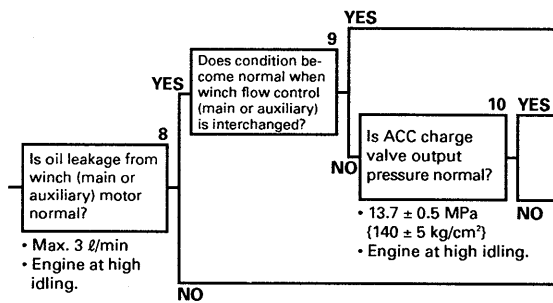 YES
9
Does condition be-
come normal when
winch flow control
(main or auxiliary)
is interchanged?
YES
8
Is oil leakage from
winch (main or
auxiliary) motor
normal?
• Max. 3 ℓ/min
• Engine at high
idling.
NO
10
YES
Is ACC charge
valve output
pressure normal?
NO
NO
• 13.7 ± 0.5 MPa
{140 ± 5 kg/cm²}
• Engine at high idling.